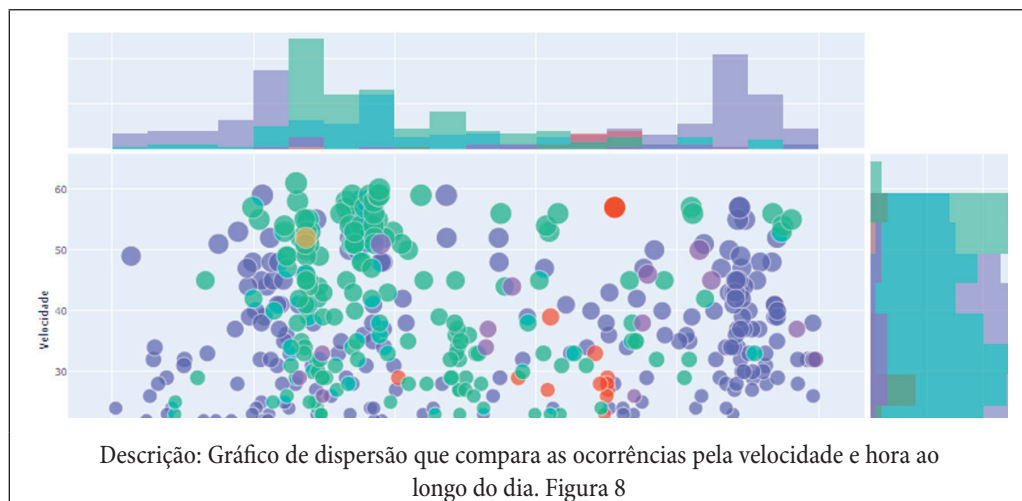 60
50
40
30
Velocidade
Descrição: Gráfico de dispersão que compara as ocorrências pela velocidade e hora ao
longo do dia. Figura 8